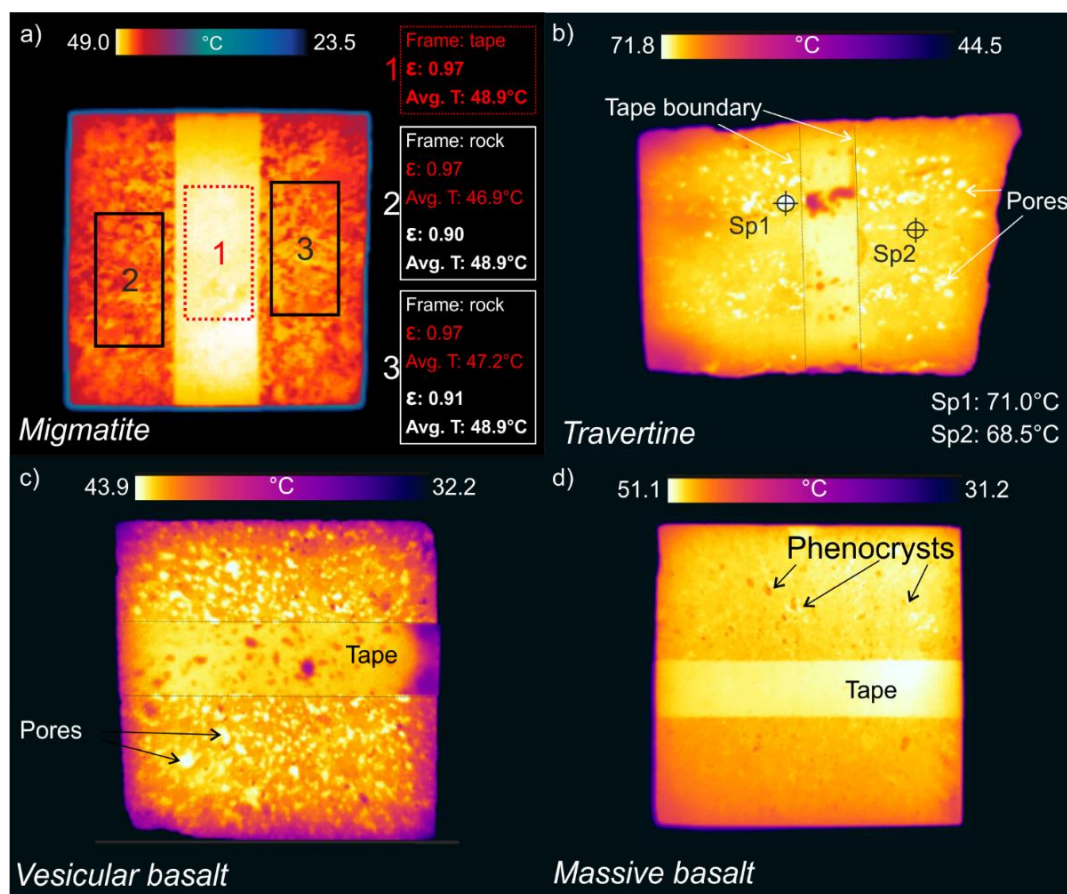 a)
49.0 °C 23.5
1
Frame: tape
ε: 0.97
Avg. T: 48.9°C
2
Frame: rock
ε: 0.97
Avg. T: 46.9°C
ε: 0.90
Avg. T: 48.9°C
3
Frame: rock
ε: 0.97
Avg. T: 47.2°C
ε: 0.91
Avg. T: 48.9°C
2
1
3
Migmatite
b)
71.8 °C 44.5
Tape boundary
Pores
Sp1
Sp2
Sp1: 71.0°C
Sp2: 68.5°C
Travertine
c)
43.9 °C 32.2
Tape
Pores
Vesicular basalt
d)
51.1 °C 31.2
Phenocrysts
Tape
Massive basalt